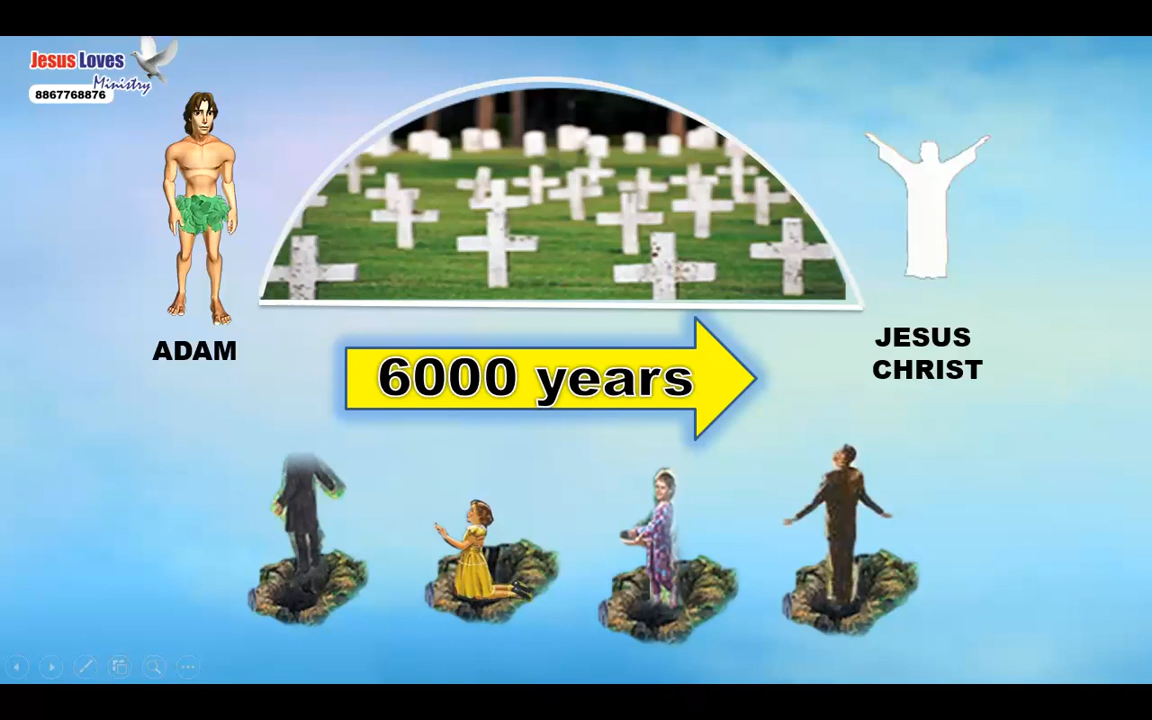 Jesus Loves
Ministry
8867768876
ADAM
6000 years
JESUS
CHRIST